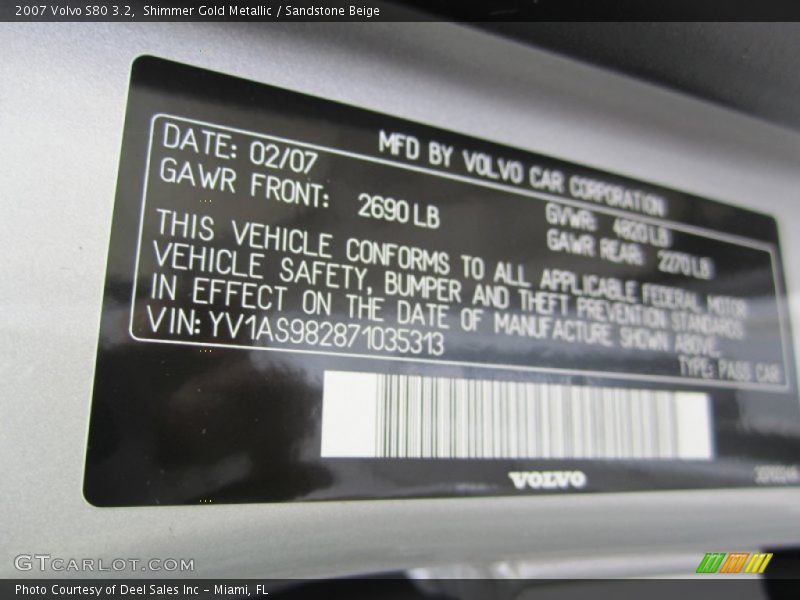 2007 Volvo S80 3.2, Shimmer Gold Metallic / Sandstone Beige
MFD BY VOLVO CAR CORPORATION
DATE: 02/07
GVWR: 4820 LB
GAWR FRONT: 2690 LB
GAWR REAR: 2270 LB
THIS VEHICLE CONFORMS TO ALL APPLICABLE FEDERAL MOTOR
VEHICLE SAFETY, BUMPER AND THEFT PREVENTION STANDARDS
IN EFFECT ON THE DATE OF MANUFACTURE SHOWN ABOVE.
VIN: YV1AS982871035313
TYPE: PASS CAR
VOLVO
GTcarlot.com
Photo Courtesy of Deel Sales Inc - Miami, FL